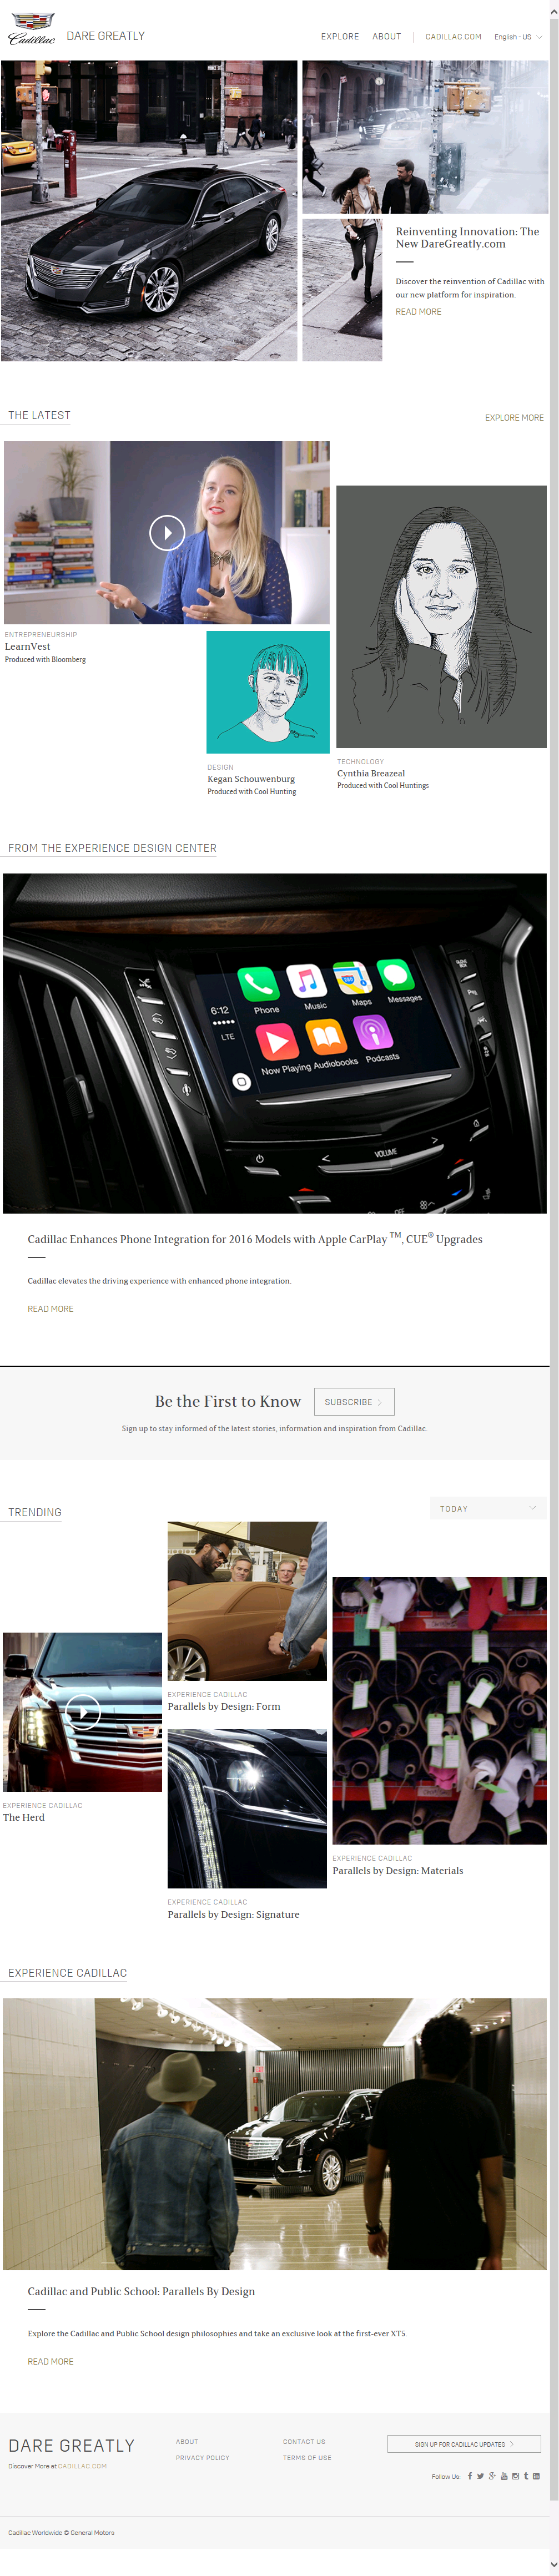 Cadillac
DARE GREATLY
EXPLORE
ABOUT
CADILLAC.COM
English - US
Reinventing Innovation: The
New DareGreatly.com
Discover the reinvention of Cadillac with
our new platform for inspiration.
READ MORE
THE LATEST
EXPLORE MORE
ENTREPRENEURSHIP
LearnVest
Produced with Bloomberg
DESIGN
Kegan Schouwenburg
Produced with Cool Hunting
TECHNOLOGY
Cynthia Breazeal
Produced with Cool Huntings
FROM THE EXPERIENCE DESIGN CENTER
6:12
LTE
Phone
Music
Maps
Messages
Now Playing
Audiobooks
Podcasts
VOLUME
OFF
Cadillac Enhances Phone Integration for 2016 Models with Apple CarPlay TM, CUE® Upgrades
Cadillac elevates the driving experience with enhanced phone integration.
READ MORE
Be the First to Know
SUBSCRIBE
Sign up to stay informed of the latest stories, information and inspiration from Cadillac.
TRENDING
TODAY
EXPERIENCE CADILLAC
Parallels by Design: Form
EXPERIENCE CADILLAC
The Herd
EXPERIENCE CADILLAC
Parallels by Design: Materials
EXPERIENCE CADILLAC
Parallels by Design: Signature
EXPERIENCE CADILLAC
Cadillac and Public School: Parallels By Design
Explore the Cadillac and Public School design philosophies and take an exclusive look at the first-ever XT5.
READ MORE
DARE GREATLY
Discover More at CADILLAC.COM
ABOUT
PRIVACY POLICY
CONTACT US
TERMS OF USE
SIGN UP FOR CADILLAC UPDATES
Follow Us:
Cadillac Worldwide © General Motors